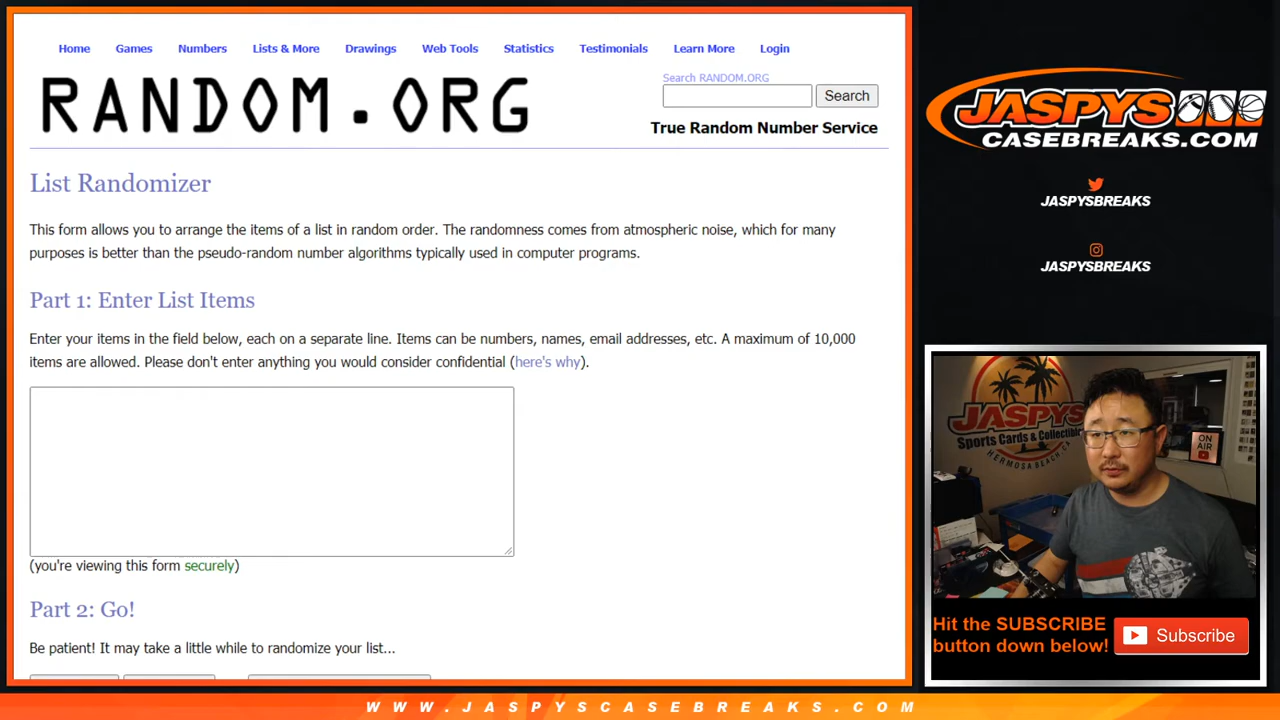 Home Games Numbers Lists & More Drawings Web Tools Statistics Testimonials Learn More Login
RANDOM.ORG
Search RANDOM.ORG
Search
True Random Number Service
List Randomizer
This form allows you to arrange the items of a list in random order. The randomness comes from atmospheric noise, which for many
purposes is better than the pseudo-random number algorithms typically used in computer programs.
Part 1: Enter List Items
Enter your items in the field below, each on a separate line. Items can be numbers, names, email addresses, etc. A maximum of 10,000
items are allowed. Please don't enter anything you would consider confidential (here's why).
(you're viewing this form securely)
Part 2: Go!
Be patient! It may take a little while to randomize your list...
JASPYS
CASEBREAKS.COM
JASPYSBREAKS
JASPYSBREAKS
JASPYS
Sports Cards & Collectibles
HERMOSA BEACH, CA
ON
AIR
Hit the SUBSCRIBE
button down below!
Subscribe
WWW.JASPYSCASEBREAKS.COM